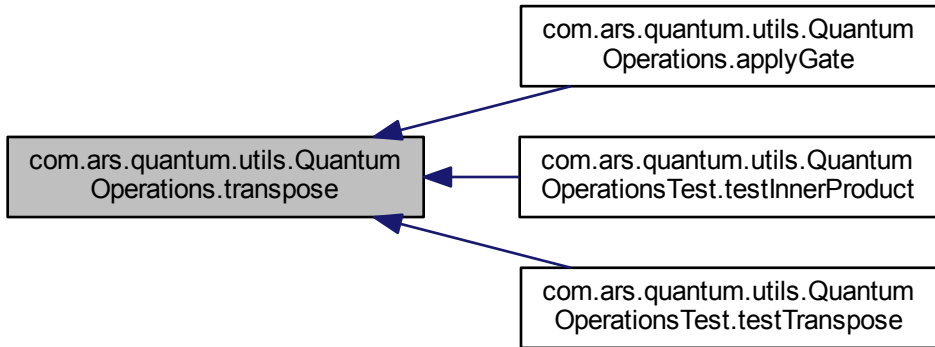 com.ars.quantum.utils.Quantum
Operations.applyGate
com.ars.quantum.utils.Quantum
Operations.transpose
com.ars.quantum.utils.Quantum
OperationsTest.testInnerProduct
com.ars.quantum.utils.Quantum
OperationsTest.testTranspose